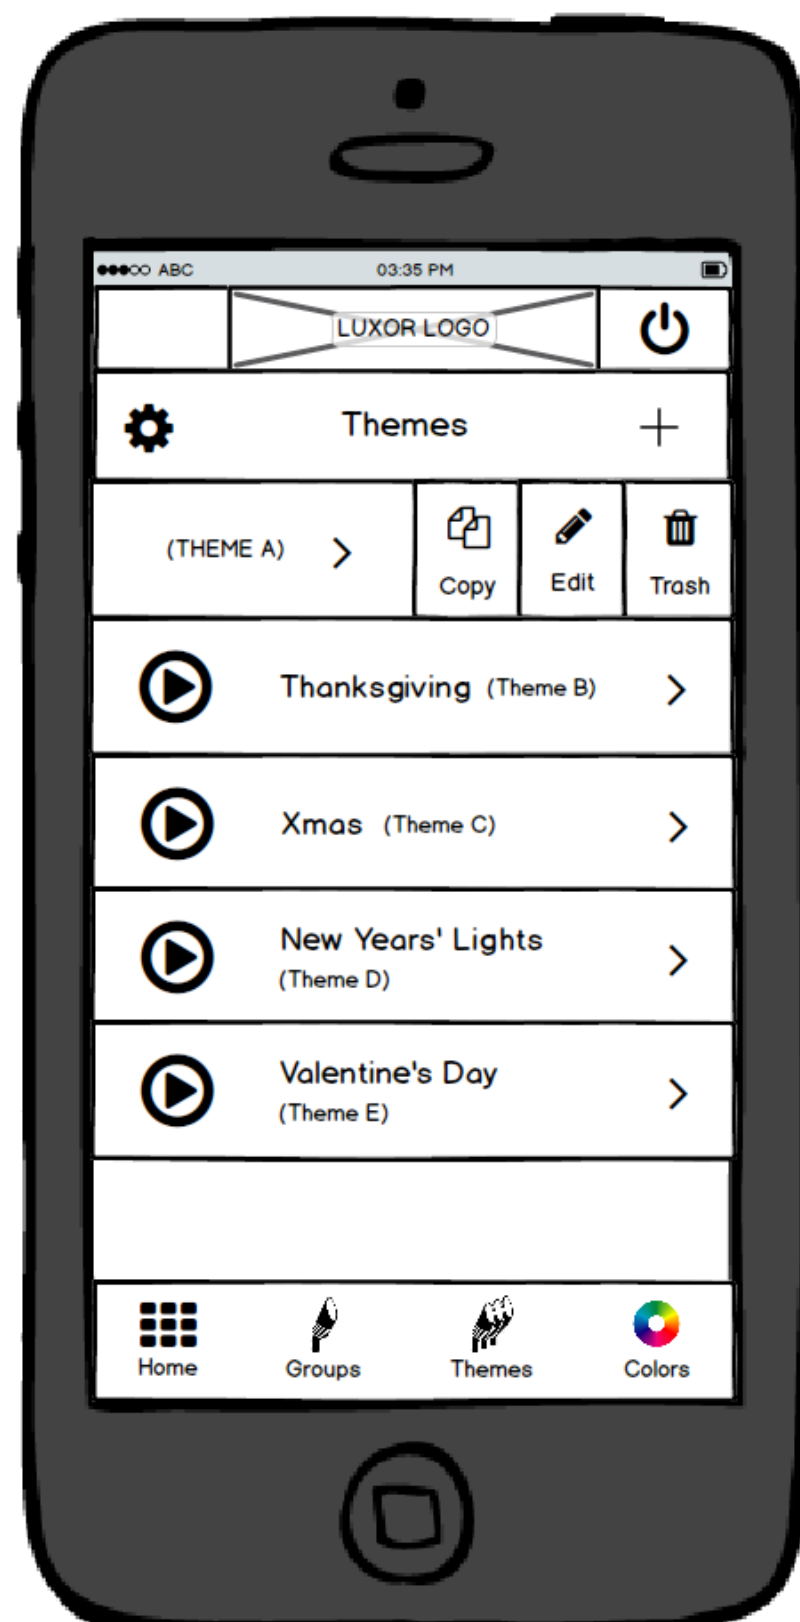 ABC 03:35 PM
LUXOR LOGO
Themes
(THEME A)
Copy Edit Trash
Thanksgiving (Theme B)
Xmas (Theme C)
New Years' Lights
(Theme D)
Valentine's Day
(Theme E)
Home Groups Themes Colors